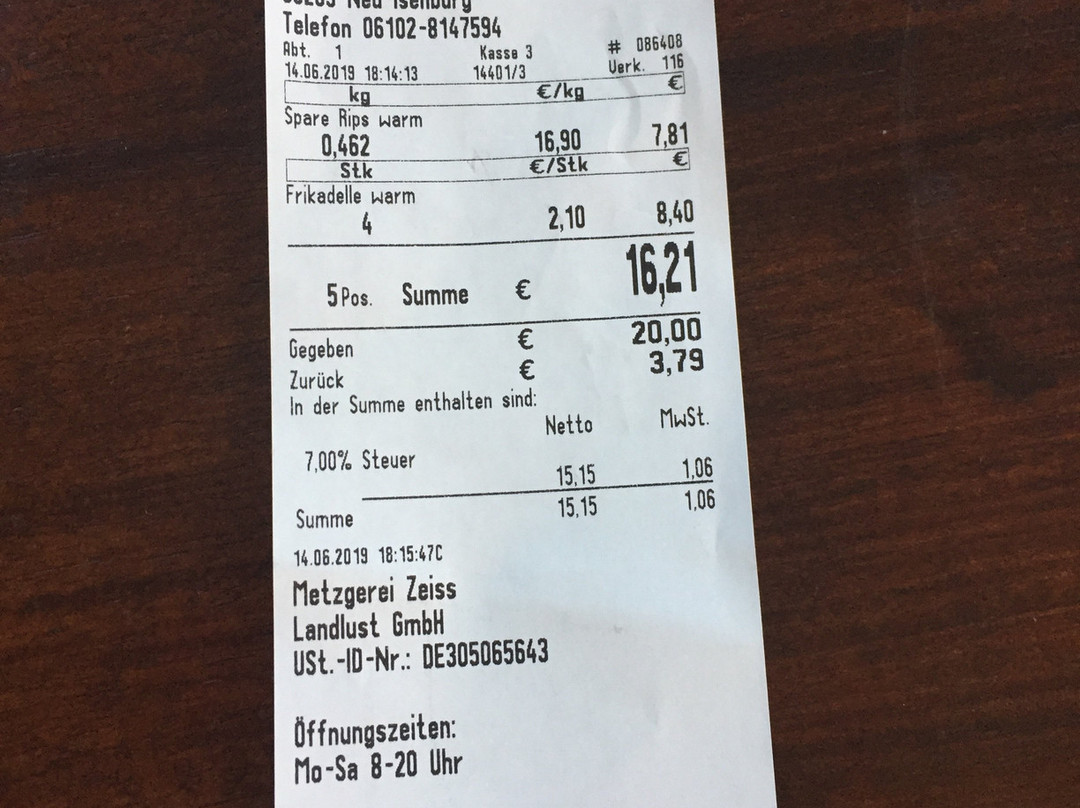 Neu Isenburg
Telefon 06102-8147594
Abt. 1 Kasse 3 # 086408
14.06.2019 18:14:13 14401/3 Verk. 116
kg €/kg €
Spare Rips warm
0,462 16,90 7,81
Stk €/Stk €
Frikadelle warm
4 2,10 8,40
5 Pos. Summe € 16,21
Gegeben € 20,00
Zurück € 3,79
In der Summe enthalten sind:
Netto MwSt.
7,00% Steuer 15,15 1,06
Summe 15,15 1,06
14.06.2019 18:15:47C
Metzgerei Zeiss
Landlust GmbH
USt.-ID-Nr.: DE305065643
Öffnungszeiten:
Mo-Sa 8-20 Uhr